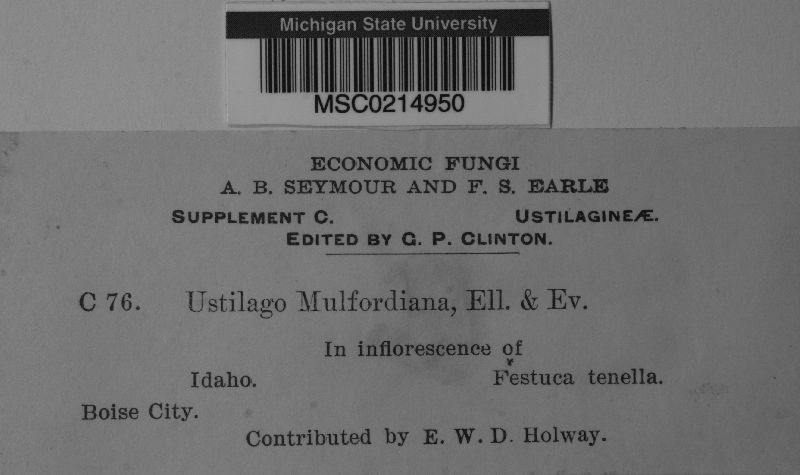 Michigan State University
MSC0214950
ECONOMIC FUNGI
A. B. SEYMOUR AND F. S. EARLE
SUPPLEMENT C. USTILAGINEÆ.
EDITED BY G. P. CLINTON.
C 76. Ustilago Mulfordiana, Ell. & Ev.
In inflorescence of
Idaho. Festuca tenella.
Boise City.
Contributed by E. W. D. Holway.